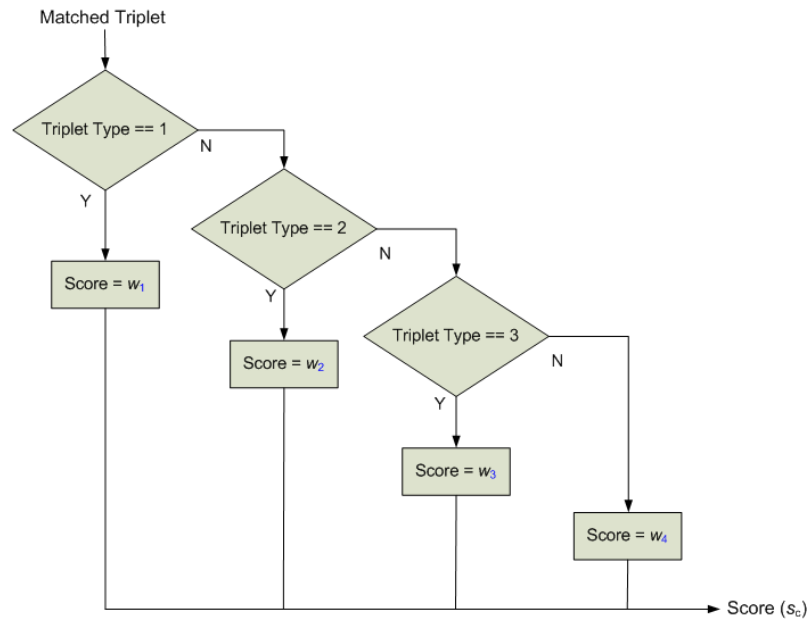 Matched Triplet
Triplet Type == 1
N
Y
Triplet Type == 2
N
Y
Score = w₁
Triplet Type == 3
N
Y
Score = w₂
Score = w₃
Score = w₄
Score (s꜀)